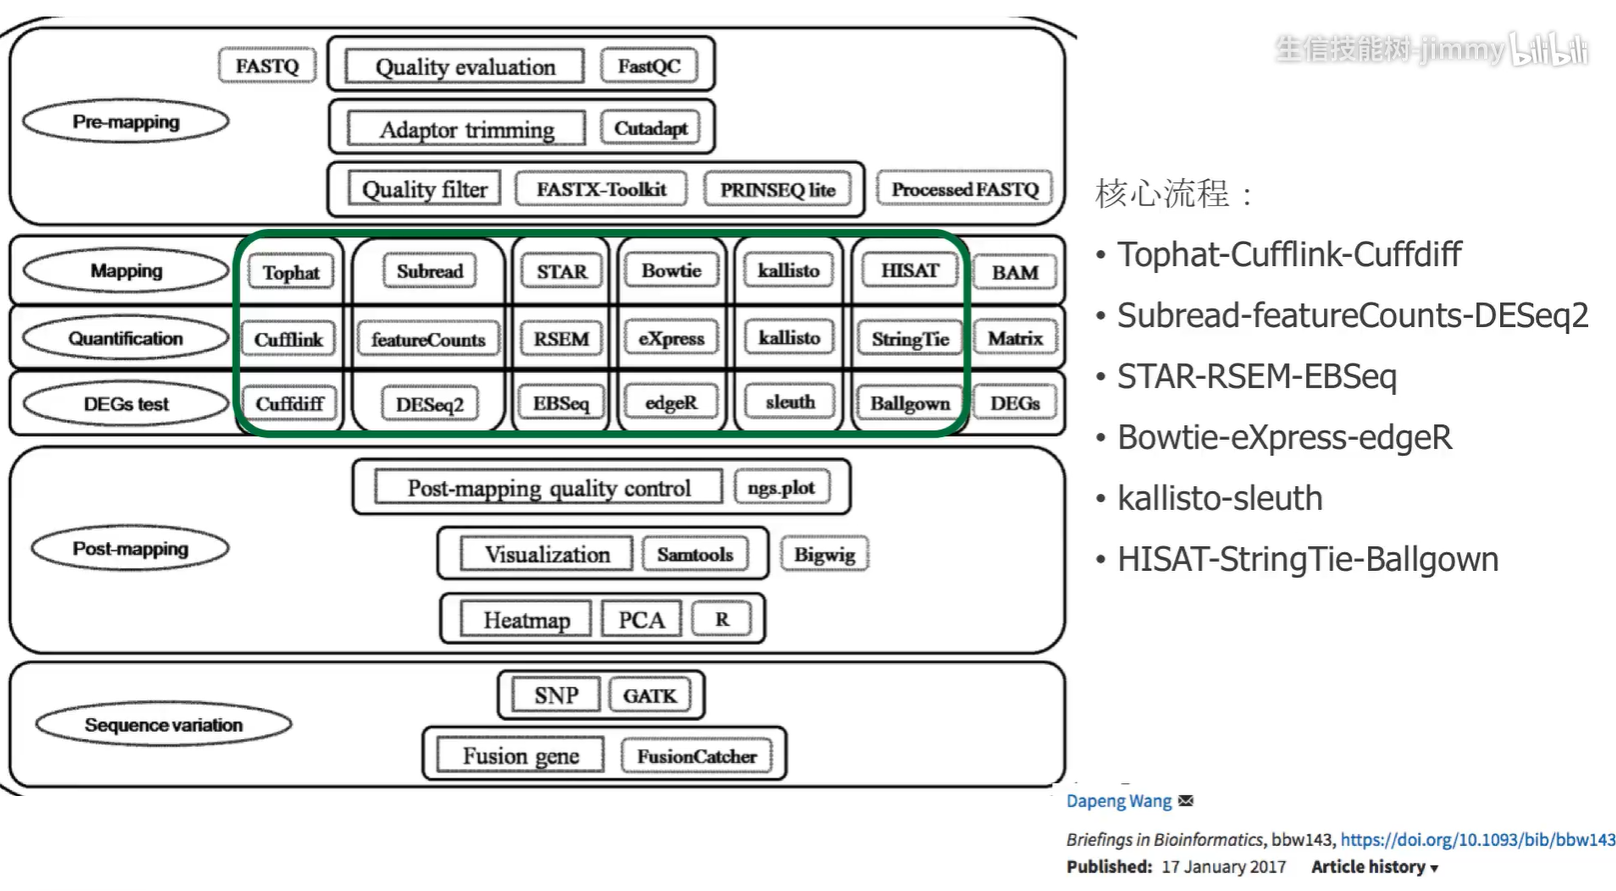 生信技能树-jimmy bilibili
FASTQ Quality evaluation FastQC
Pre-mapping
Adaptor trimming Cutadapt
Quality filter FASTX-Toolkit PRINSEQ lite Processed FASTQ
Mapping Tophat Subread STAR Bowtie kallisto HISAT BAM
Quantification Cufflink featureCounts RSEM eXpress kallisto StringTie Matrix
DEGs test Cuffdiff DESeq2 EBSeq edgeR sleuth Ballgown DEGs
Post-mapping quality control ngs.plot
Post-mapping
Visualization Samtools Bigwig
Heatmap PCA R
SNP GATK
Sequence variation
Fusion gene FusionCatcher
核心流程：
• Tophat-Cufflink-Cuffdiff
• Subread-featureCounts-DESeq2
• STAR-RSEM-EBSeq
• Bowtie-eXpress-edgeR
• kallisto-sleuth
• HISAT-StringTie-Ballgown
Dapeng Wang
Briefings in Bioinformatics, bbw143, https://doi.org/10.1093/bib/bbw143
Published: 17 January 2017 Article history